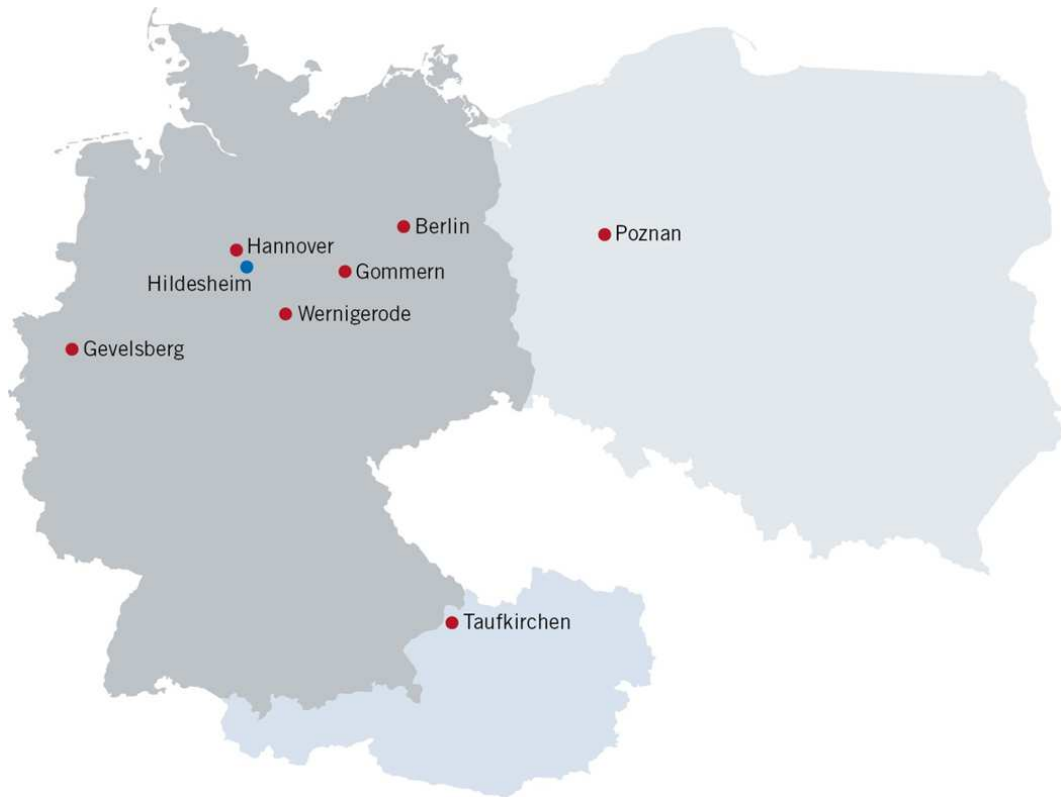 Berlin
Poznan
Hannover
Gommern
Hildesheim
Wernigerode
Gevelsberg
Taufkirchen